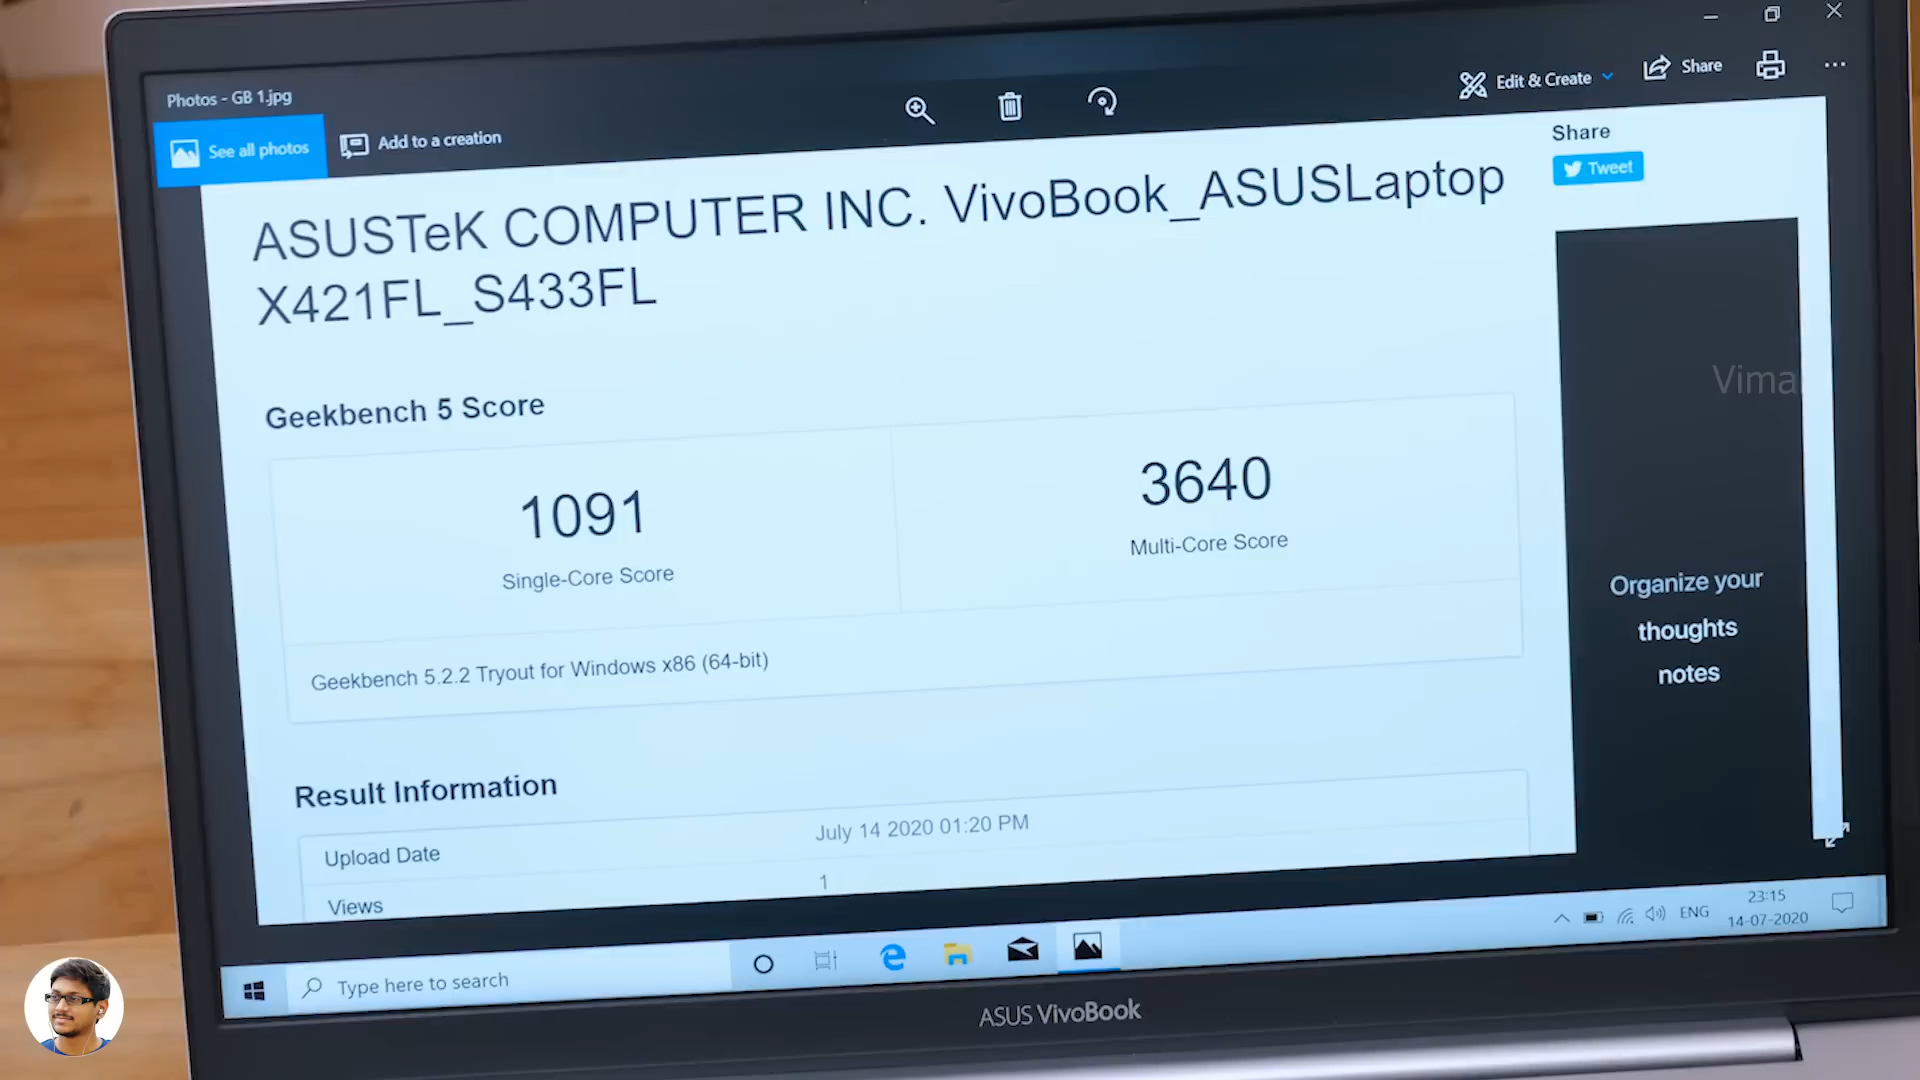 Photos - GB 1.jpg
See all photos
Add to a creation
Edit & Create
Share
Share
Tweet
ASUSTeK COMPUTER INC. VivoBook_ASUSLaptop
X421FL_S433FL
Geekbench 5 Score
1091
Single-Core Score
3640
Multi-Core Score
Geekbench 5.2.2 Tryout for Windows x86 (64-bit)
Organize your
thoughts
notes
Result Information
Upload Date July 14 2020 01:20 PM
Views 1
Type here to search
ENG
23:15
14-07-2020
ASUS VivoBook